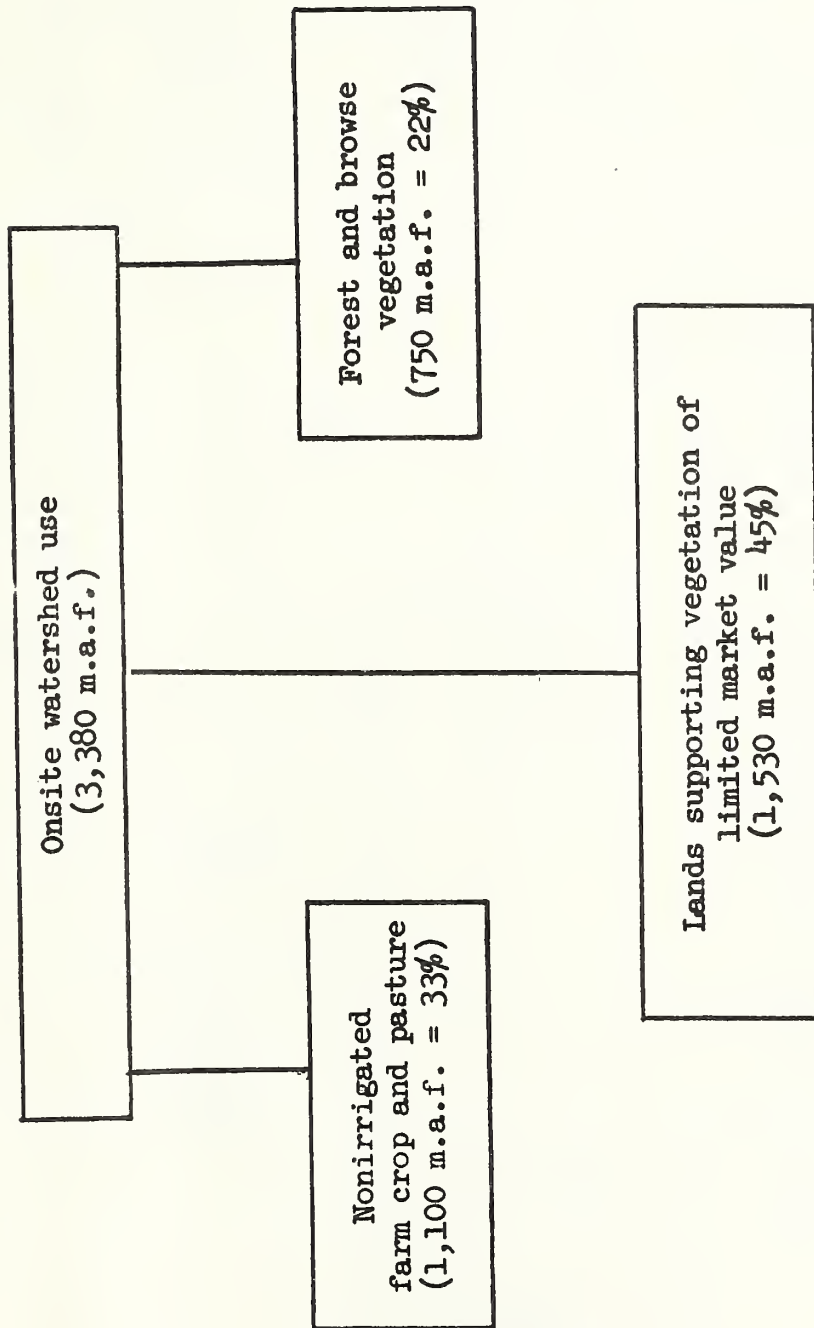 Onsite watershed use
(3,380 m.a.f.)
Nonirrigated
farm crop and pasture
(1,100 m.a.f. = 33%)
Forest and browse
vegetation
(750 m.a.f. = 22%)
Lands supporting vegetation of
limited market value
(1,530 m.a.f. = 45%)